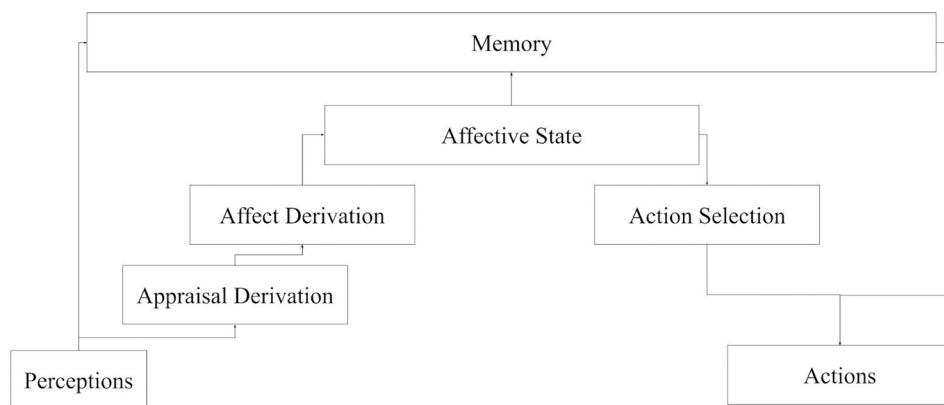 Memory
Affective State
Affect Derivation
Action Selection
Appraisal Derivation
Perceptions
Actions